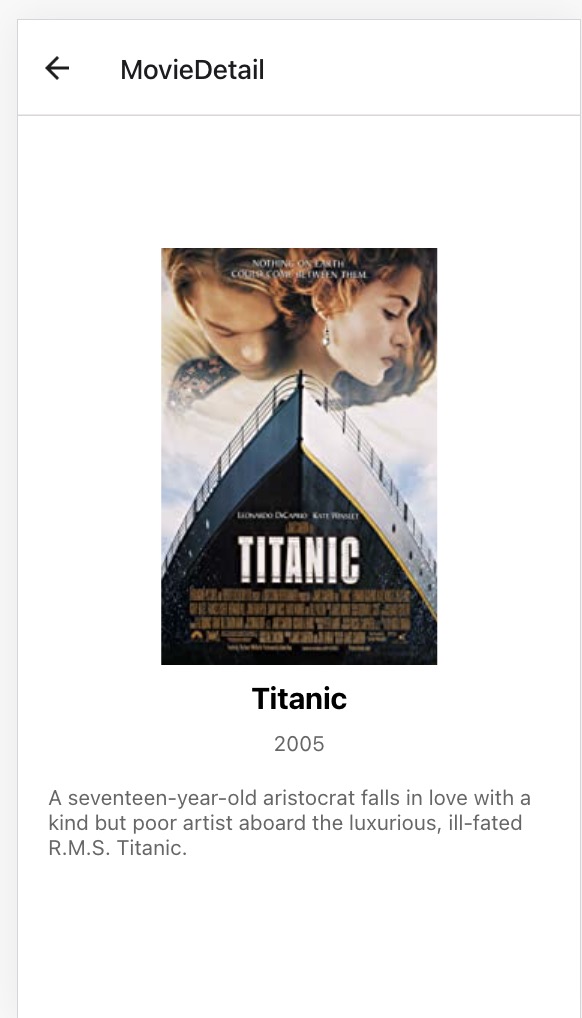 MovieDetail
NOTHING ON EARTH
COULD COME BETWEEN THEM.
LEONARDO DICAPRIO KATE WINSLET
TITANIC
Titanic
2005
A seventeen-year-old aristocrat falls in love with a
kind but poor artist aboard the luxurious, ill-fated
R.M.S. Titanic.